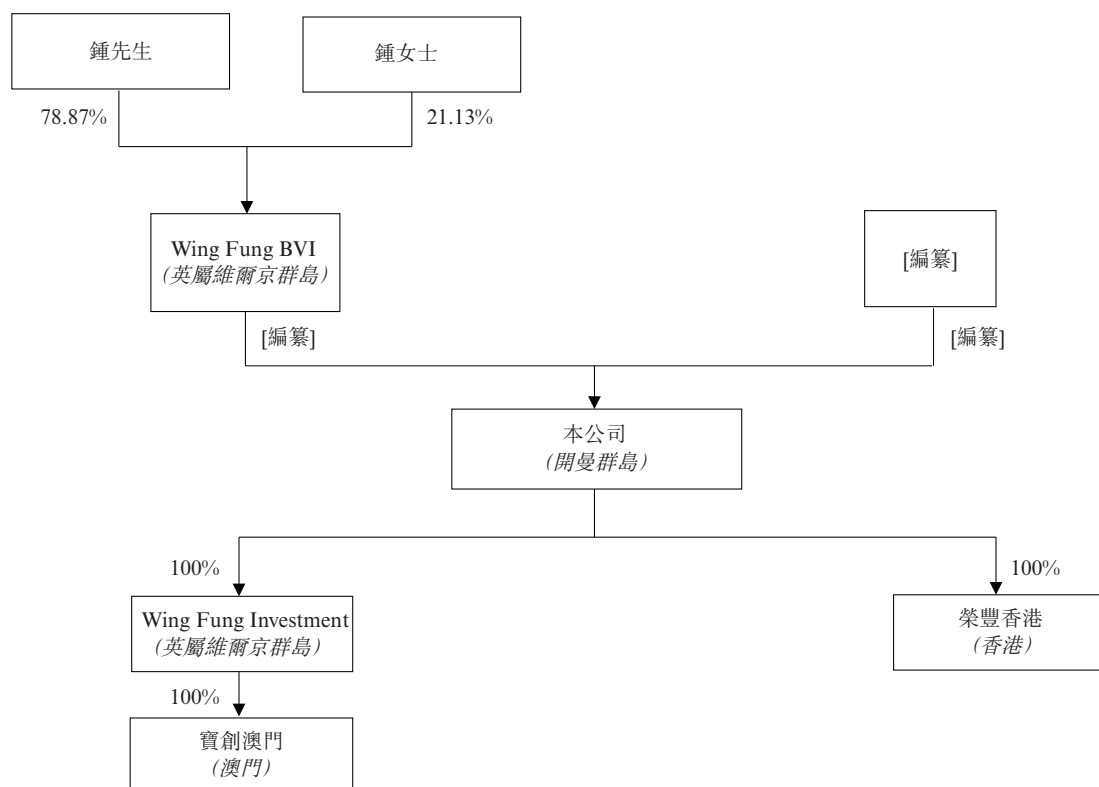 鍾先生
鍾女士
78.87%
21.13%
Wing Fung BVI
（英屬維爾京群島）
[編纂]
[編纂]
[編纂]
本公司
（開曼群島）
100%
100%
Wing Fung Investment
（英屬維爾京群島）
榮豐香港
（香港）
100%
寶創澳門
（澳門）